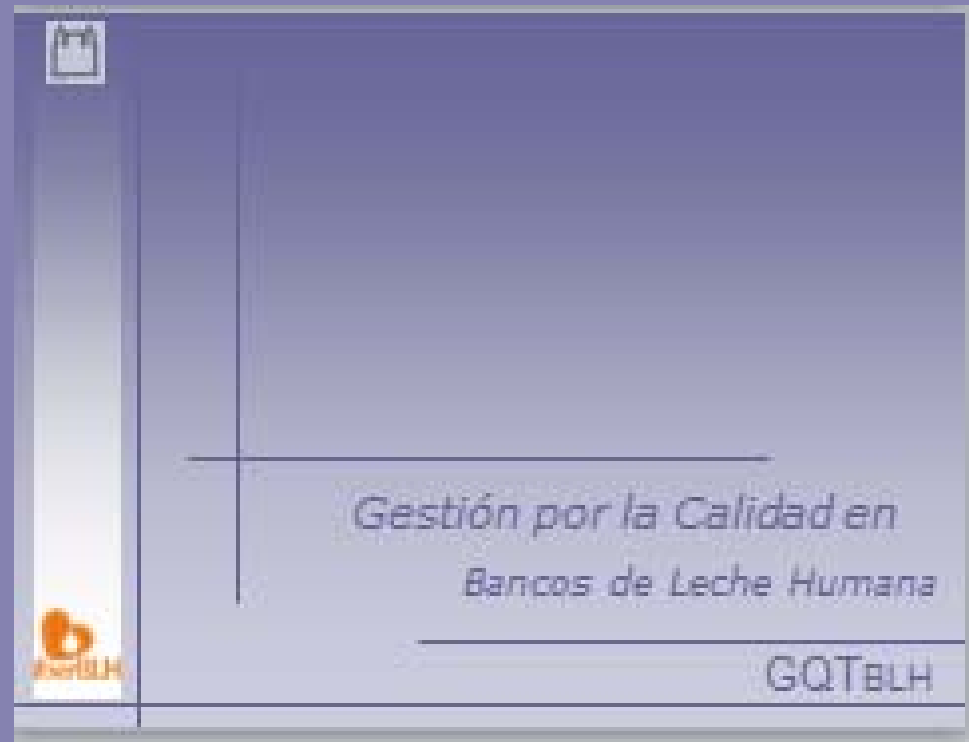 Gestión por la Calidad en
Bancos de Leche Humana
GQTBLH